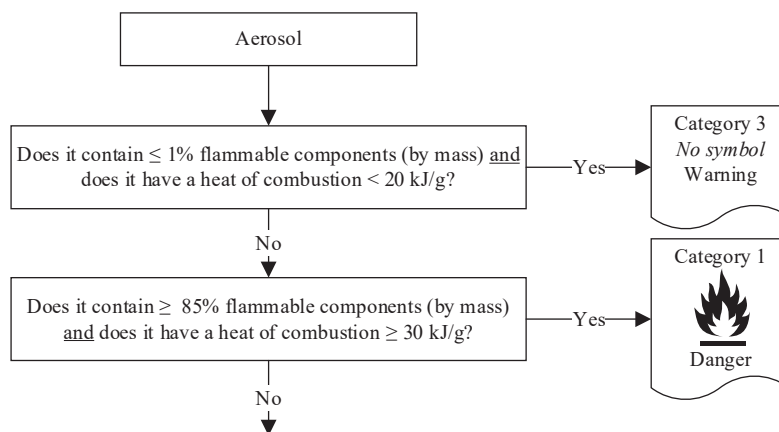 Aerosol
Does it contain ≤ 1% flammable components (by mass) and
does it have a heat of combustion < 20 kJ/g?
Yes
Category 3
No symbol
Warning
No
Does it contain ≥ 85% flammable components (by mass)
and does it have a heat of combustion ≥ 30 kJ/g?
Yes
Category 1
Danger
No